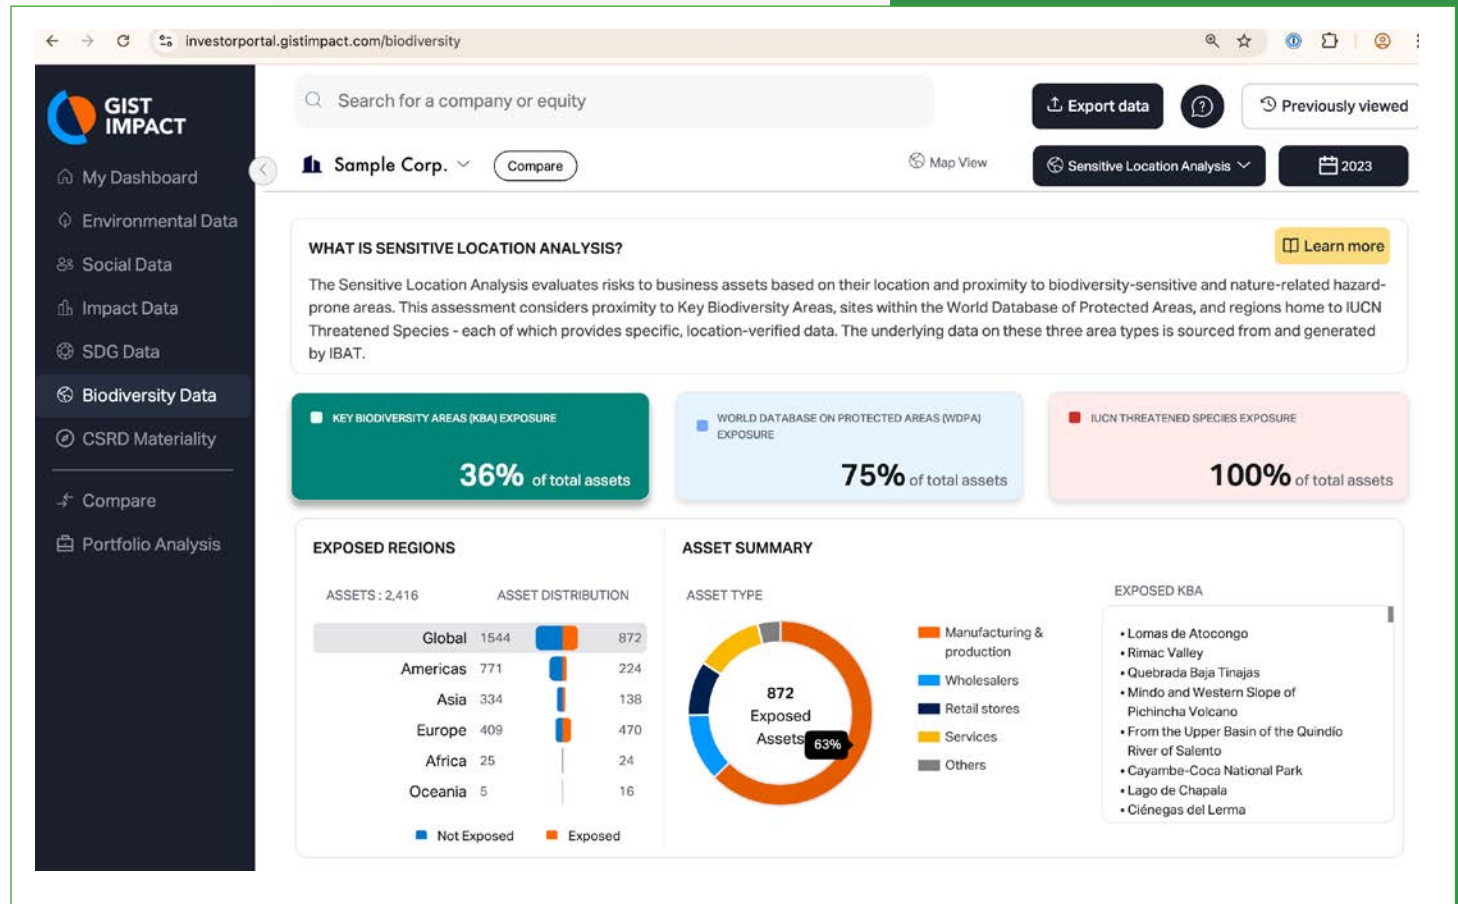 investorportal.gistimpact.com/biodiversity
GIST
IMPACT
My Dashboard
Environmental Data
Social Data
Impact Data
SDG Data
Biodiversity Data
CSRD Materiality
Compare
Portfolio Analysis
Search for a company or equity
Export data
Previously viewed
Sample Corp.
Compare
Map View
Sensitive Location Analysis
2023
WHAT IS SENSITIVE LOCATION ANALYSIS?
Learn more
The Sensitive Location Analysis evaluates risks to business assets based on their location and proximity to biodiversity-sensitive and nature-related hazard-
prone areas. This assessment considers proximity to Key Biodiversity Areas, sites within the World Database of Protected Areas, and regions home to IUCN
Threatened Species - each of which provides specific, location-verified data. The underlying data on these three area types is sourced from and generated
by IBAT.
KEY BIODIVERSITY AREAS (KBA) EXPOSURE
36% of total assets
WORLD DATABASE ON PROTECTED AREAS (WDPA)
EXPOSURE
75% of total assets
IUCN THREATENED SPECIES EXPOSURE
100% of total assets
EXPOSED REGIONS
ASSETS : 2,416 ASSET DISTRIBUTION
Global 1544 872
Americas 771 224
Asia 334 138
Europe 409 470
Africa 25 24
Oceania 5 16
Not Exposed Exposed
ASSET SUMMARY
ASSET TYPE
872
Exposed
Assets
63%
Manufacturing &
production
Wholesalers
Retail stores
Services
Others
EXPOSED KBA
• Lomas de Atocongo
• Rimac Valley
• Quebrada Baja Tinajas
• Mindo and Western Slope of
Pichincha Volcano
• From the Upper Basin of the Quindío
River of Salento
• Cayambe-Coca National Park
• Lago de Chapala
• Ciénegas del Lerma